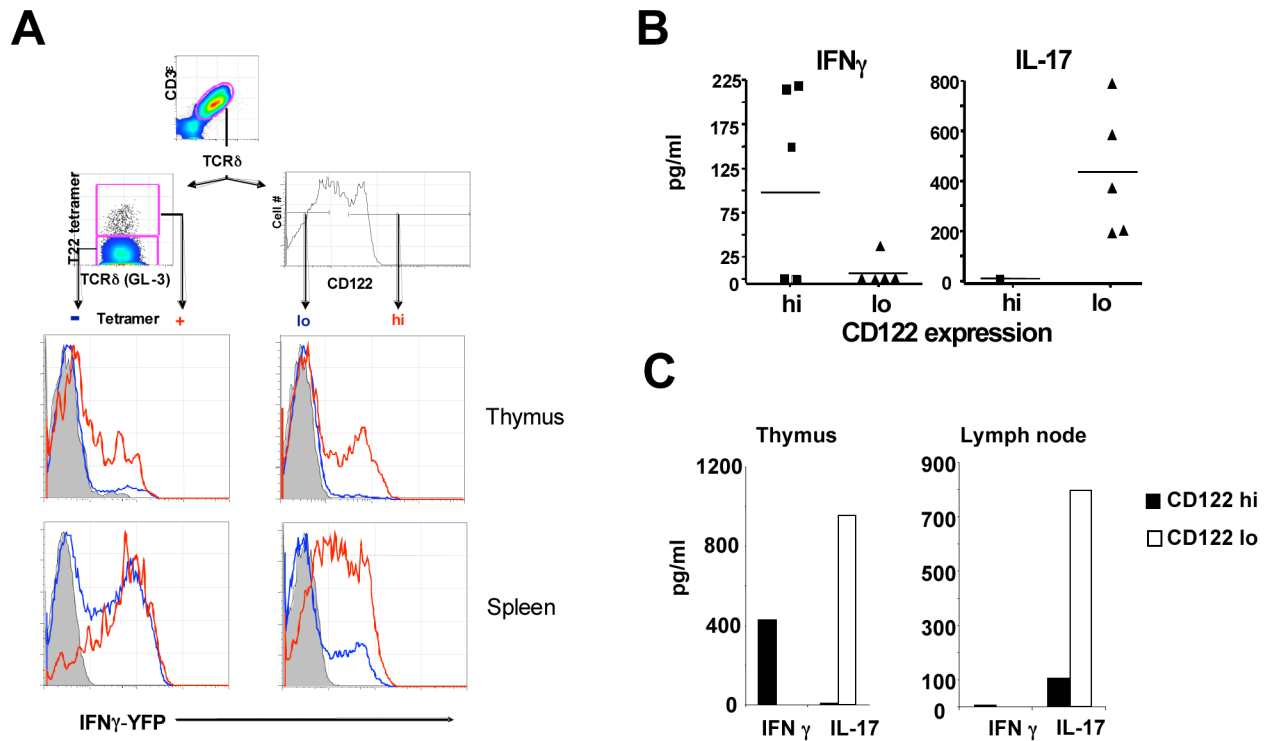 A
CD3ε
TCRδ
T22 tetramer
TCRδ (GL-3)
Cell #
CD122
- Tetramer +
lo hi
Thymus
Spleen
IFNγ-YFP
B
IFNγ
pg/ml
225
175
125
75
25
0
hi lo
IL-17
800
600
400
200
0
hi lo
CD122 expression
C
Thymus
pg/ml
1200
800
400
0
IFN γ IL-17
Lymph node
900
700
500
300
100
0
IFN γ IL-17
CD122 hi
CD122 lo